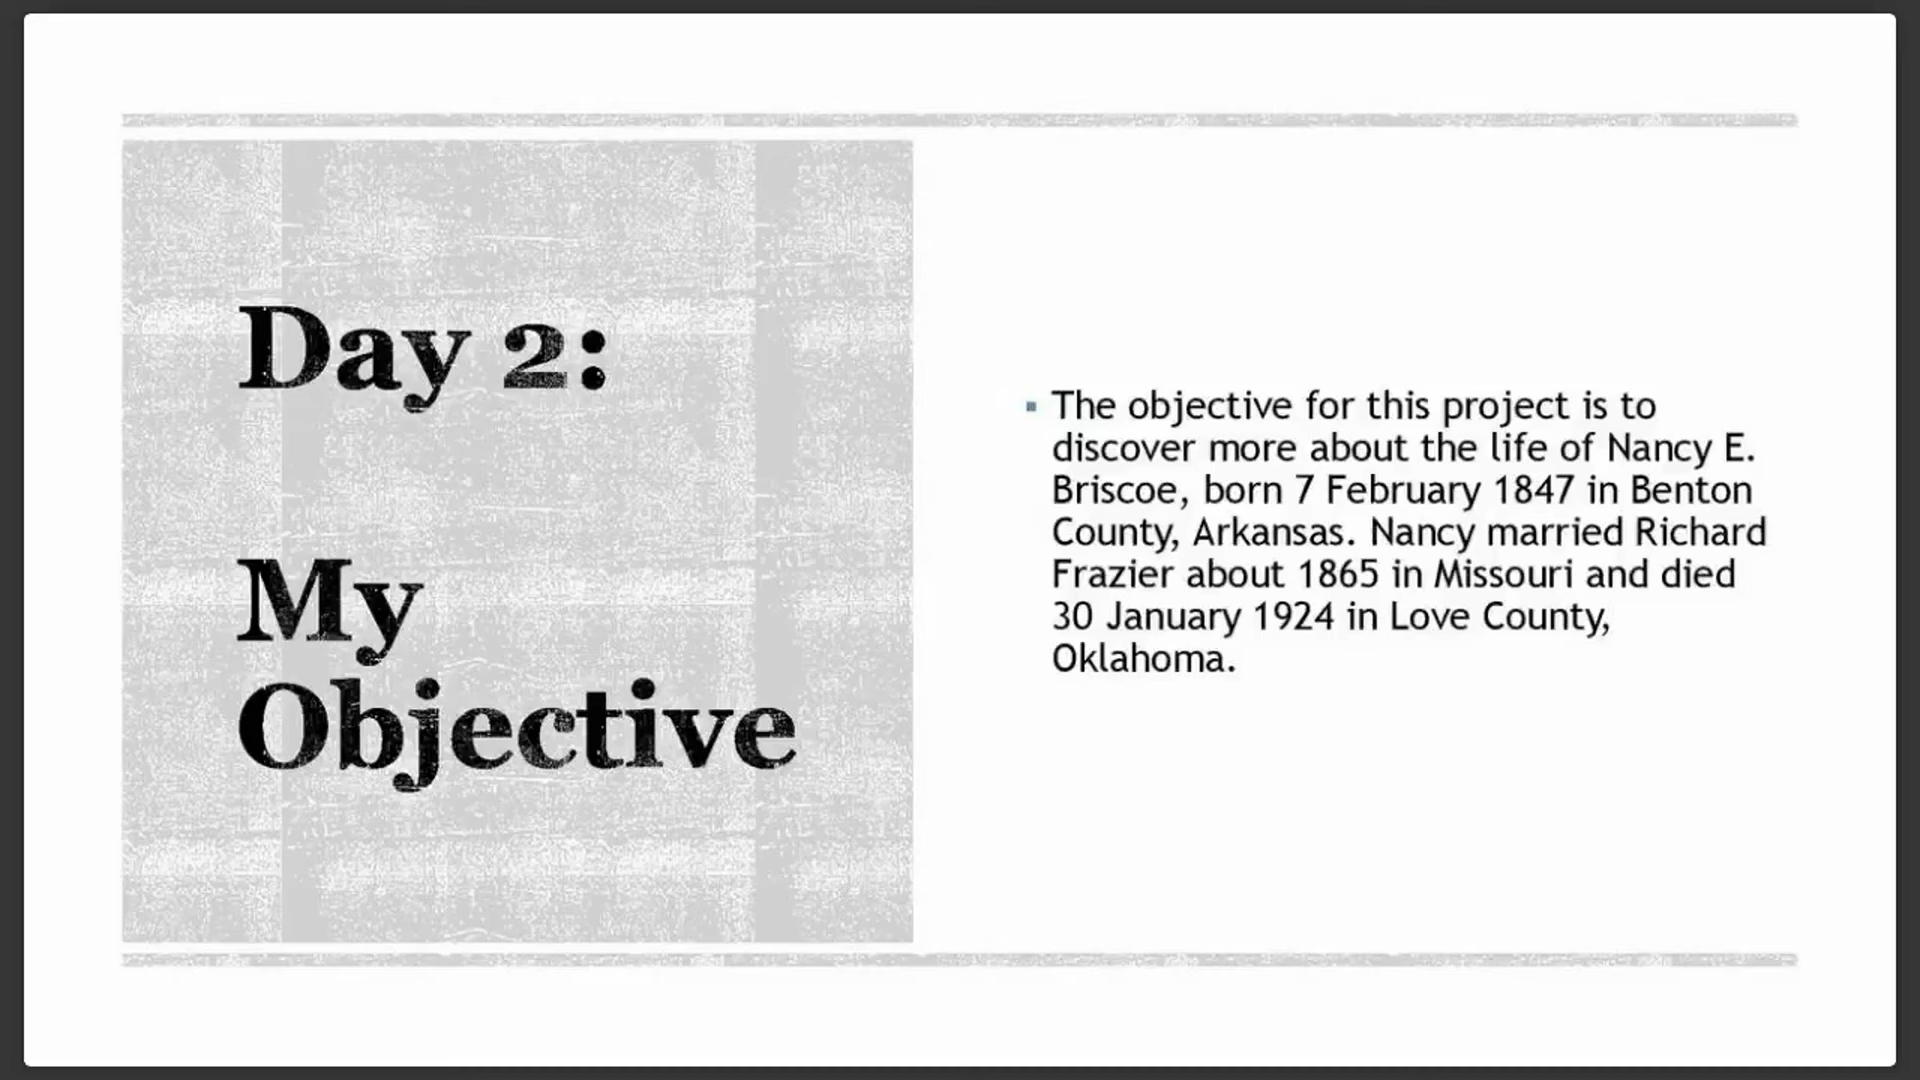 Day 2:
My
Objective
▪ The objective for this project is to
discover more about the life of Nancy E.
Briscoe, born 7 February 1847 in Benton
County, Arkansas. Nancy married Richard
Frazier about 1865 in Missouri and died
30 January 1924 in Love County,
Oklahoma.